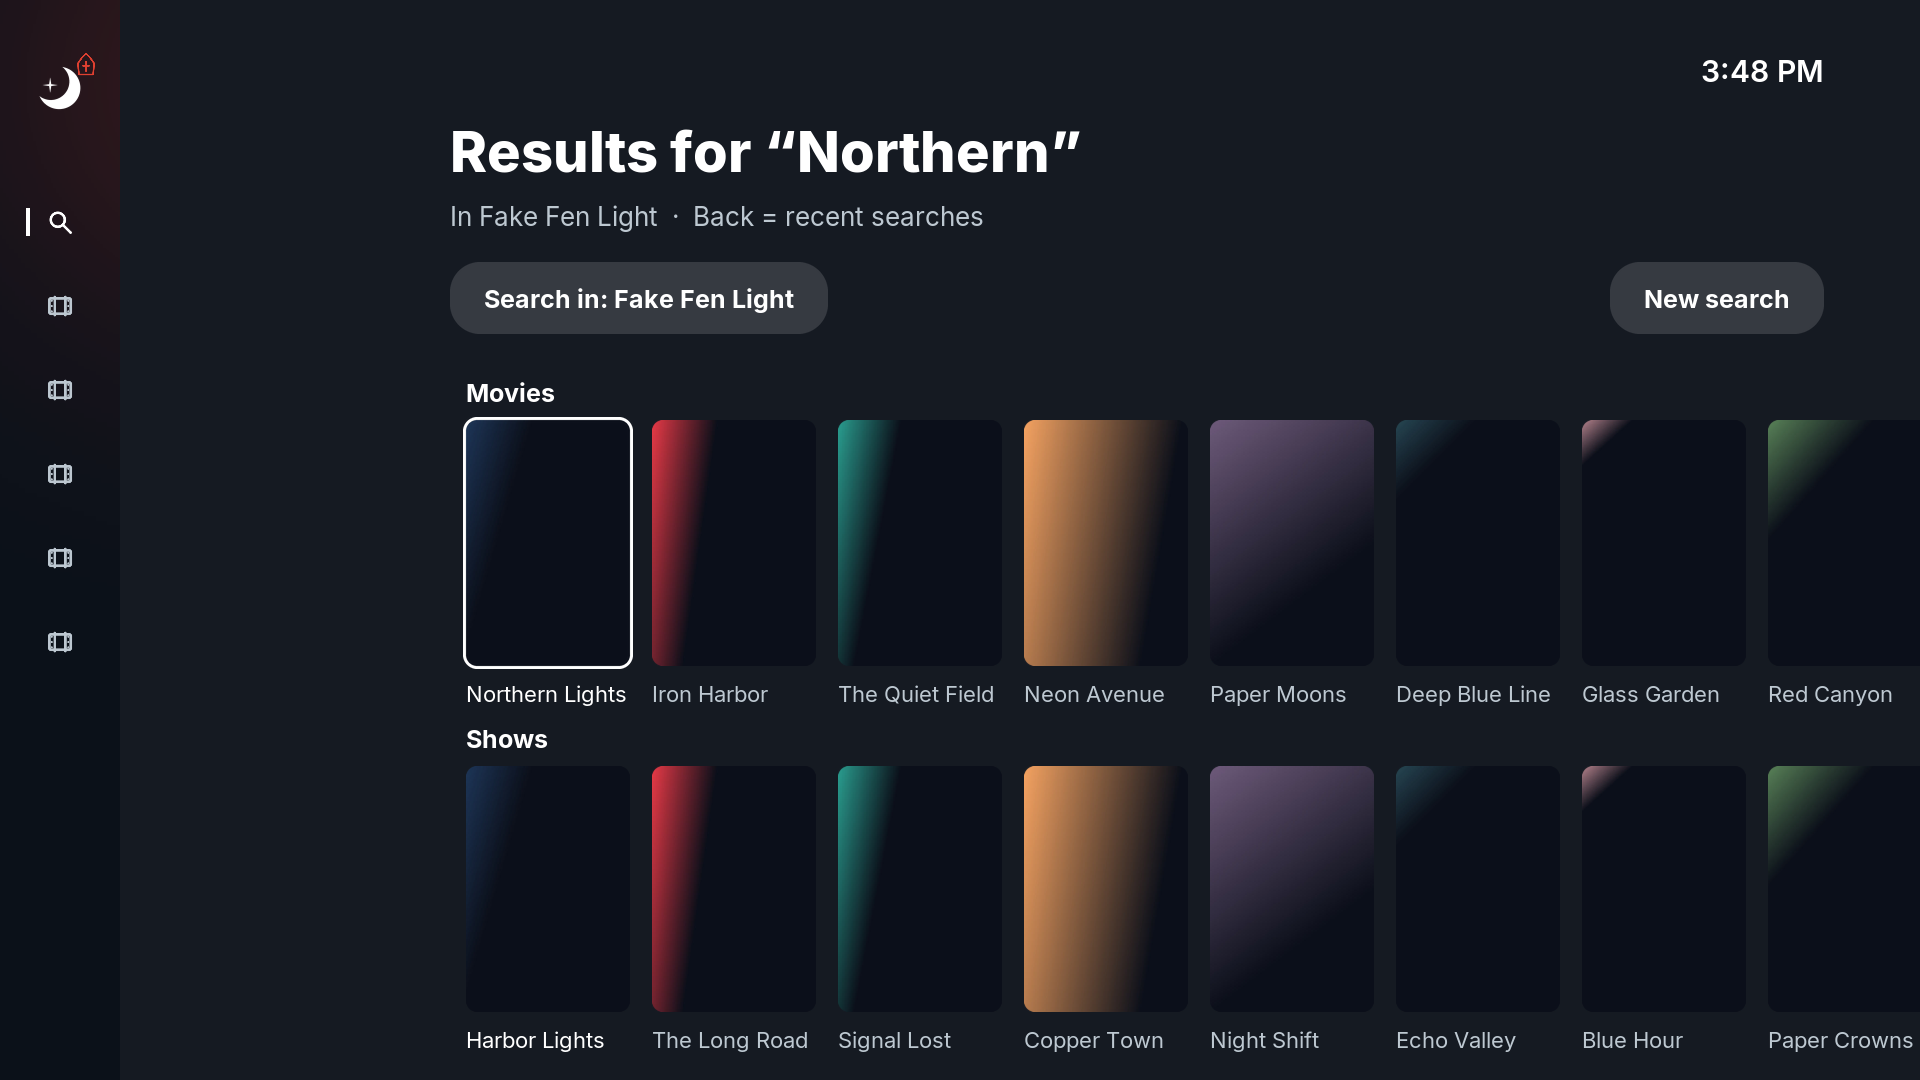 3:48 PM
Results for “Northern”
In Fake Fen Light · Back = recent searches
Search in: Fake Fen Light
New search
Movies
Northern Lights
Iron Harbor
The Quiet Field
Neon Avenue
Paper Moons
Deep Blue Line
Glass Garden
Red Canyon
Shows
Harbor Lights
The Long Road
Signal Lost
Copper Town
Night Shift
Echo Valley
Blue Hour
Paper Crowns